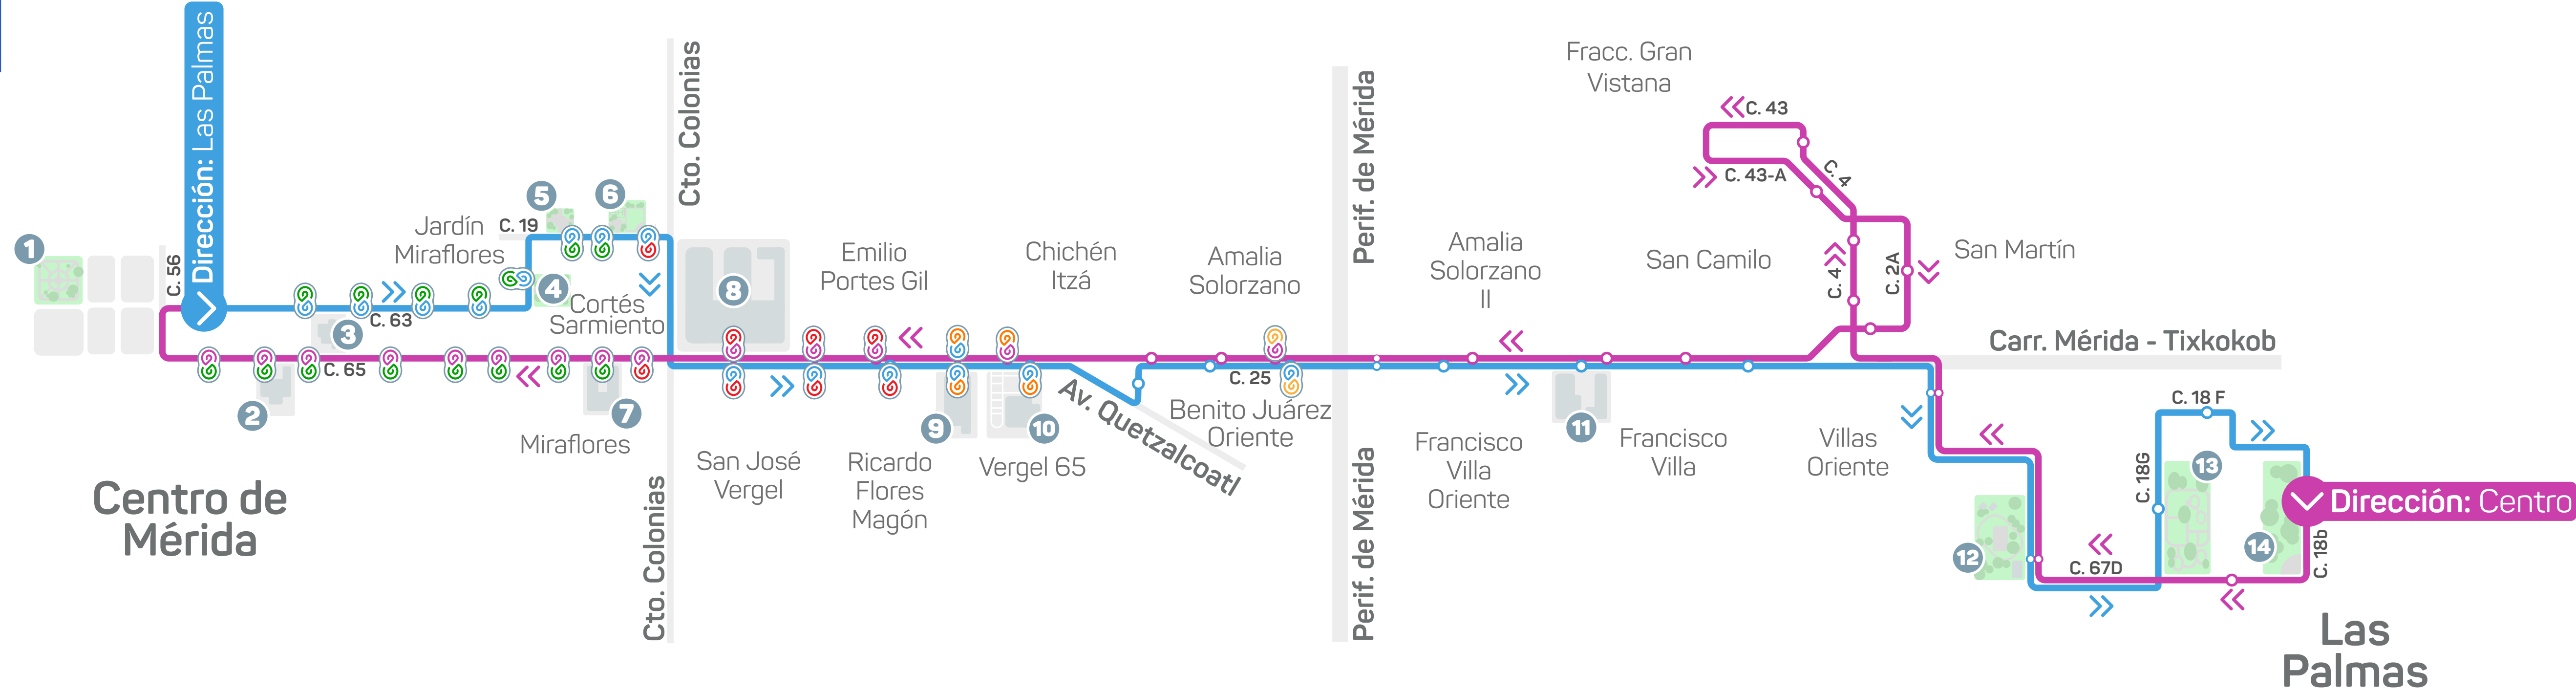 Dirección: Las Palmas
Cto. Colonias
Perif. de Mérida
Fracc. Gran
Vistana
C. 43
C. 43-A
C. 4
5
6
C. 19
Jardín
Miraflores
1
C. 56
4
Cortés
Sarmiento
3
C. 63
8
Emilio
Portes Gil
Chichén
Itzá
Amalia
Solorzano
Amalia
Solorzano
II
San Camilo
C. 4
C. 2A
San Martín
Carr. Mérida - Tixkokob
C. 65
2
7
Miraflores
Centro de
Mérida
Cto. Colonias
San José
Vergel
Ricardo
Flores
Magón
9
10
Vergel 65
Av. Quetzalcoatl
C. 25
Benito Juárez
Oriente
Perif. de Mérida
Francisco
Villa
Oriente
11
Francisco
Villa
Villas
Oriente
12
C. 67D
C. 18G
C. 18 F
13
14
C. 18b
Dirección: Centro
Las
Palmas